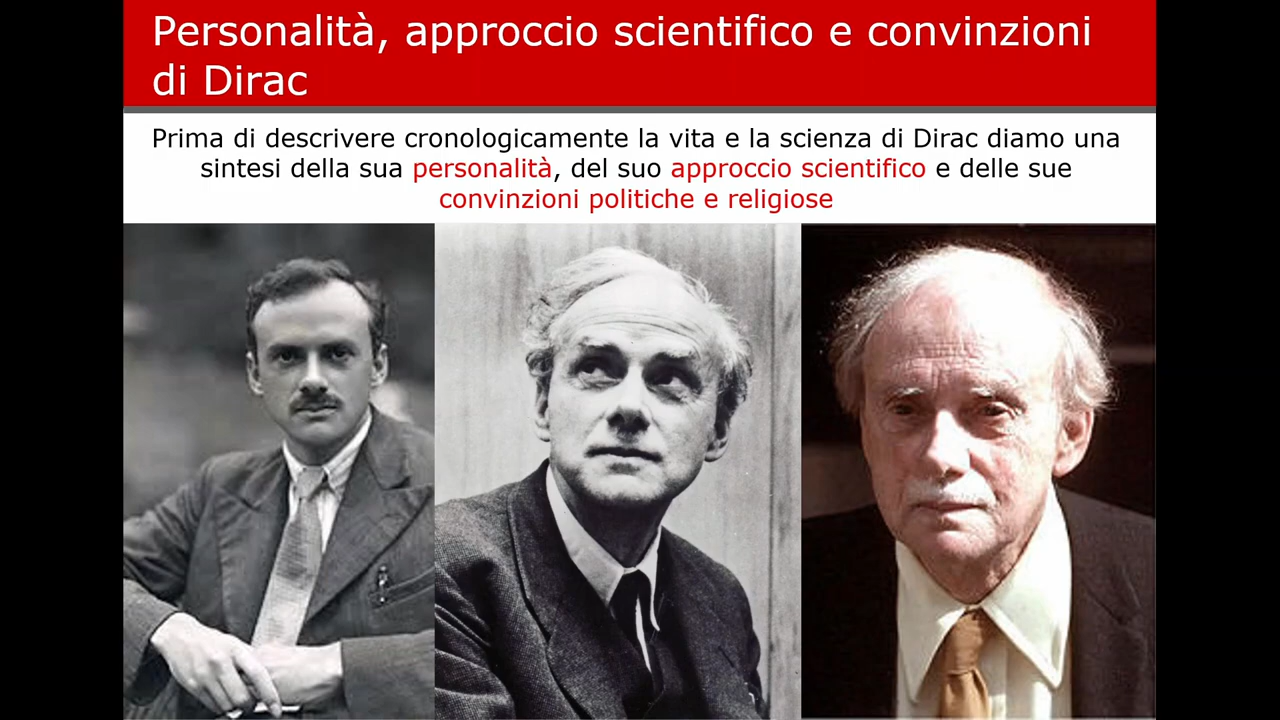 Personalità, approccio scientifico e convinzioni
di Dirac
Prima di descrivere cronologicamente la vita e la scienza di Dirac diamo una
sintesi della sua personalità, del suo approccio scientifico e delle sue
convinzioni politiche e religiose